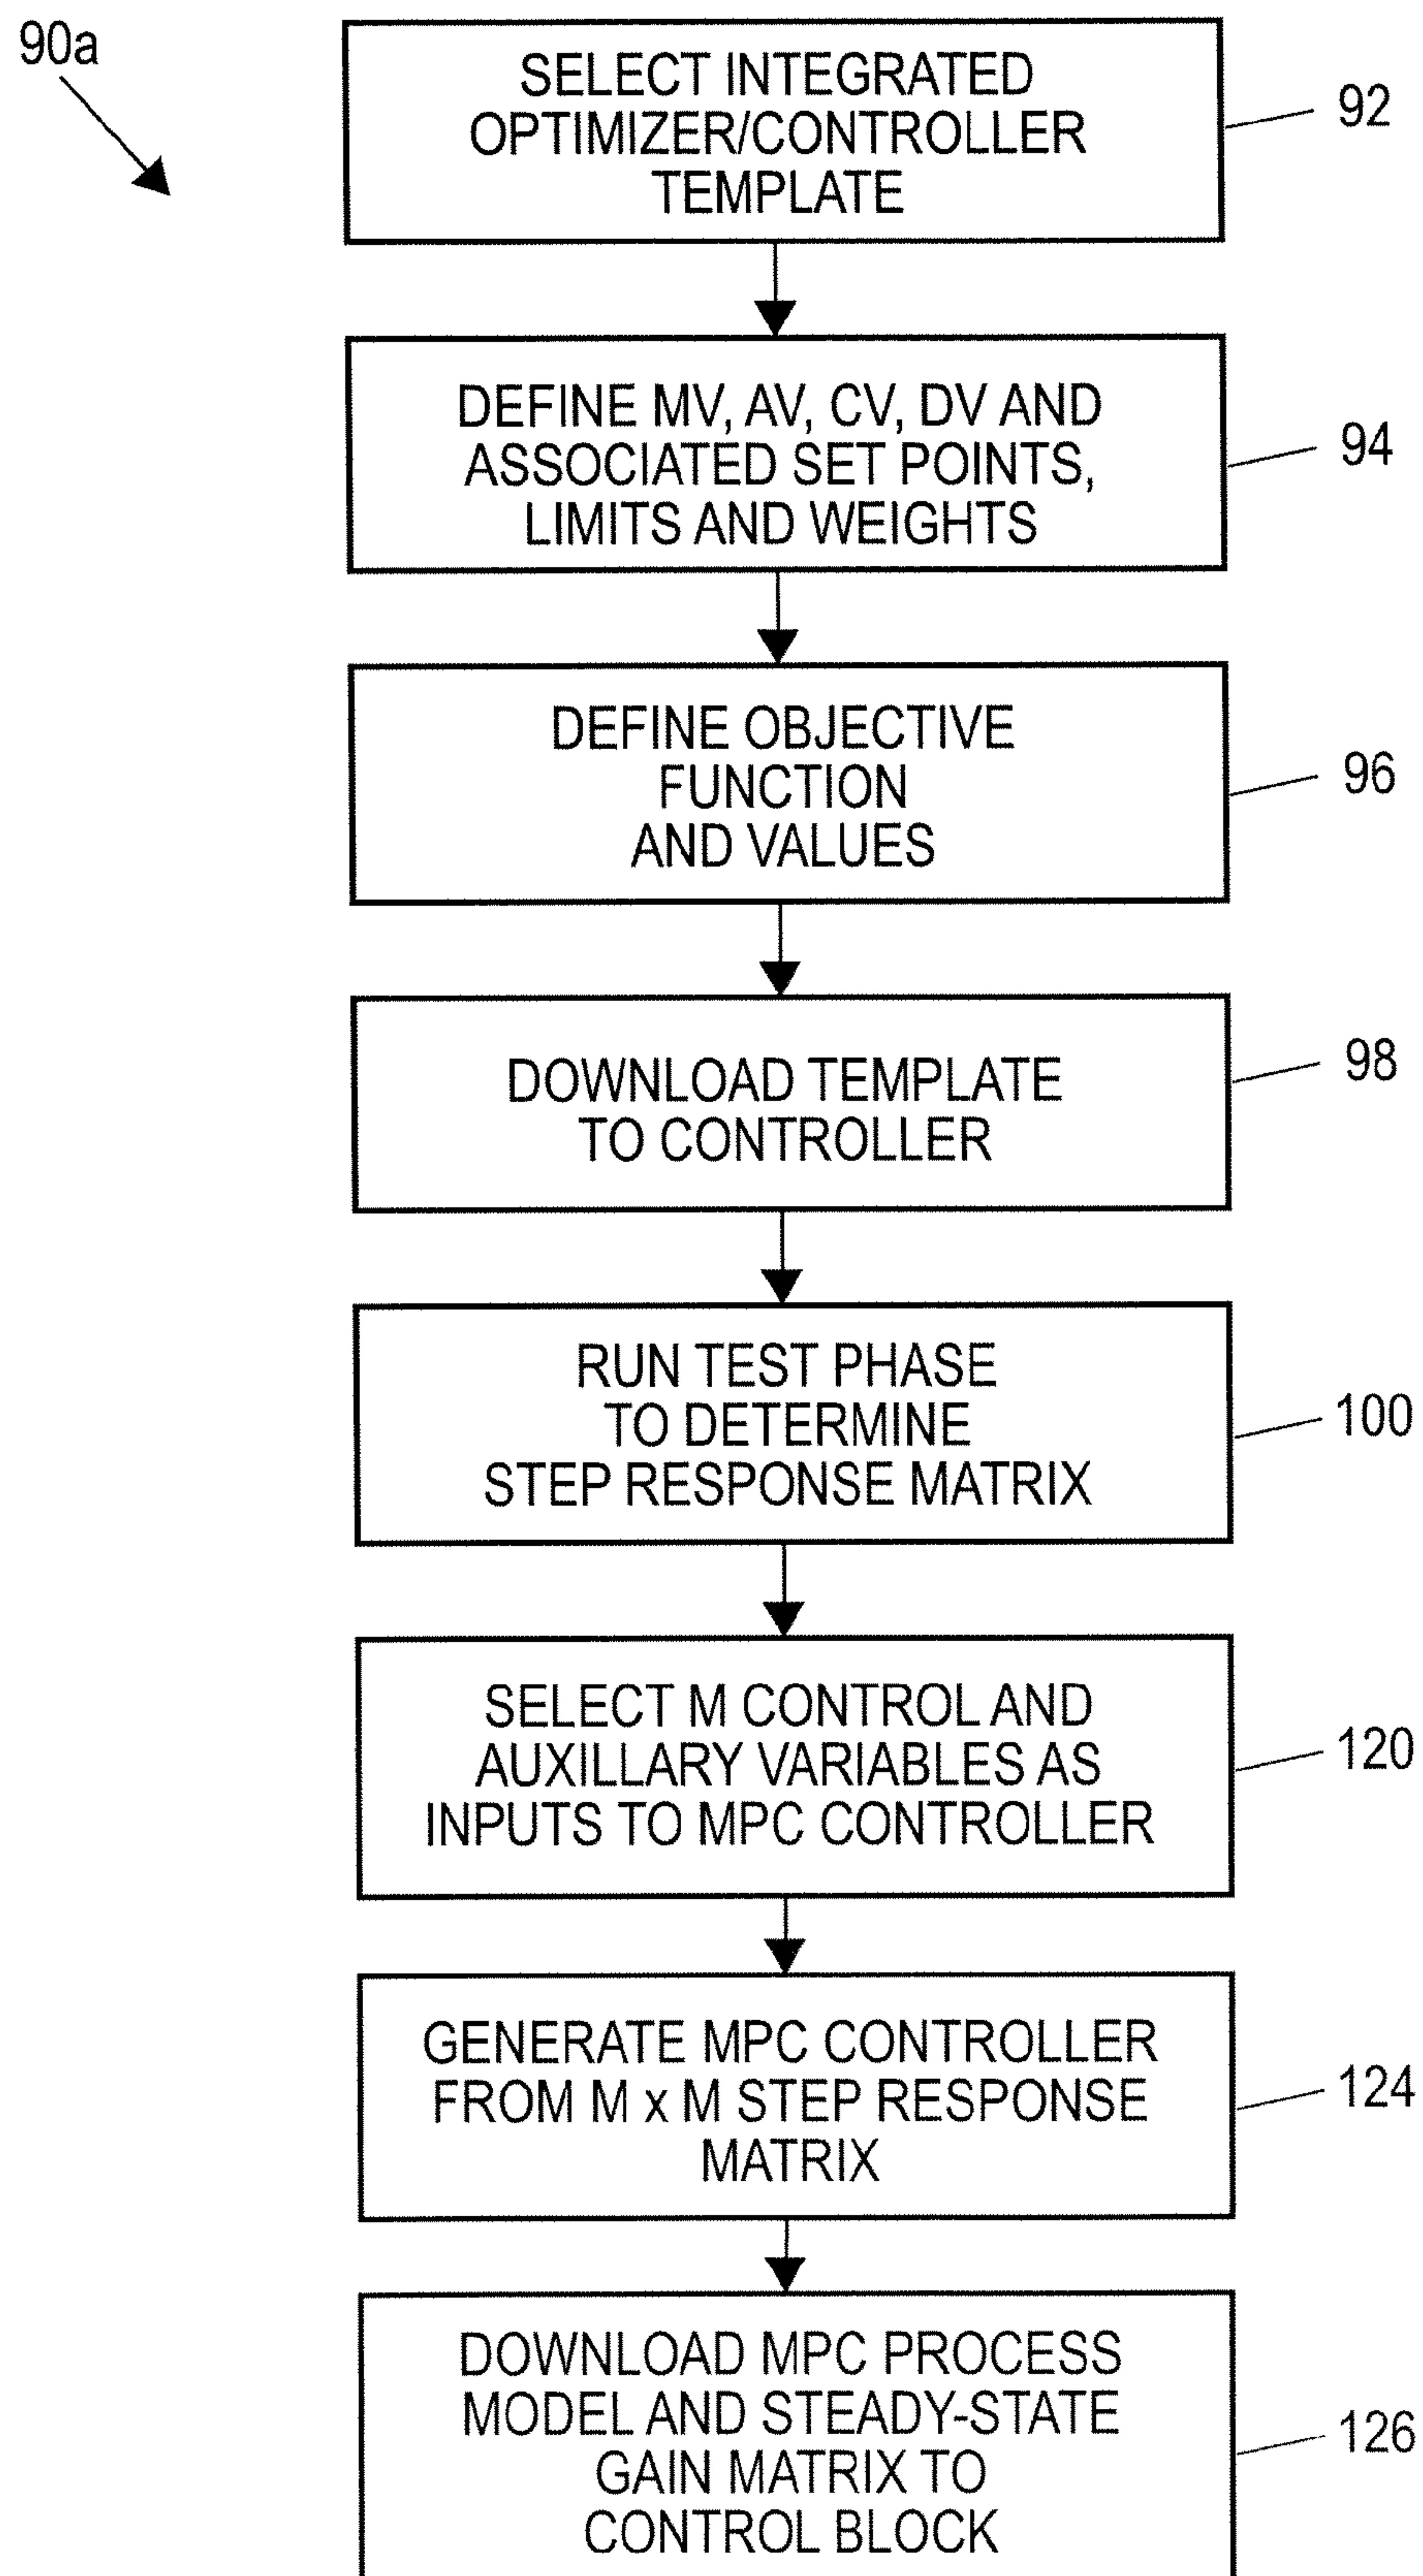 90a
SELECT INTEGRATED
OPTIMIZER/CONTROLLER
TEMPLATE
92
DEFINE MV, AV, CV, DV AND
ASSOCIATED SET POINTS,
LIMITS AND WEIGHTS
94
DEFINE OBJECTIVE
FUNCTION
AND VALUES
96
DOWNLOAD TEMPLATE
TO CONTROLLER
98
RUN TEST PHASE
TO DETERMINE
STEP RESPONSE MATRIX
100
SELECT M CONTROL AND
AUXILLARY VARIABLES AS
INPUTS TO MPC CONTROLLER
120
GENERATE MPC CONTROLLER
FROM M x M STEP RESPONSE
MATRIX
124
DOWNLOAD MPC PROCESS
MODEL AND STEADY-STATE
GAIN MATRIX TO
CONTROL BLOCK
126